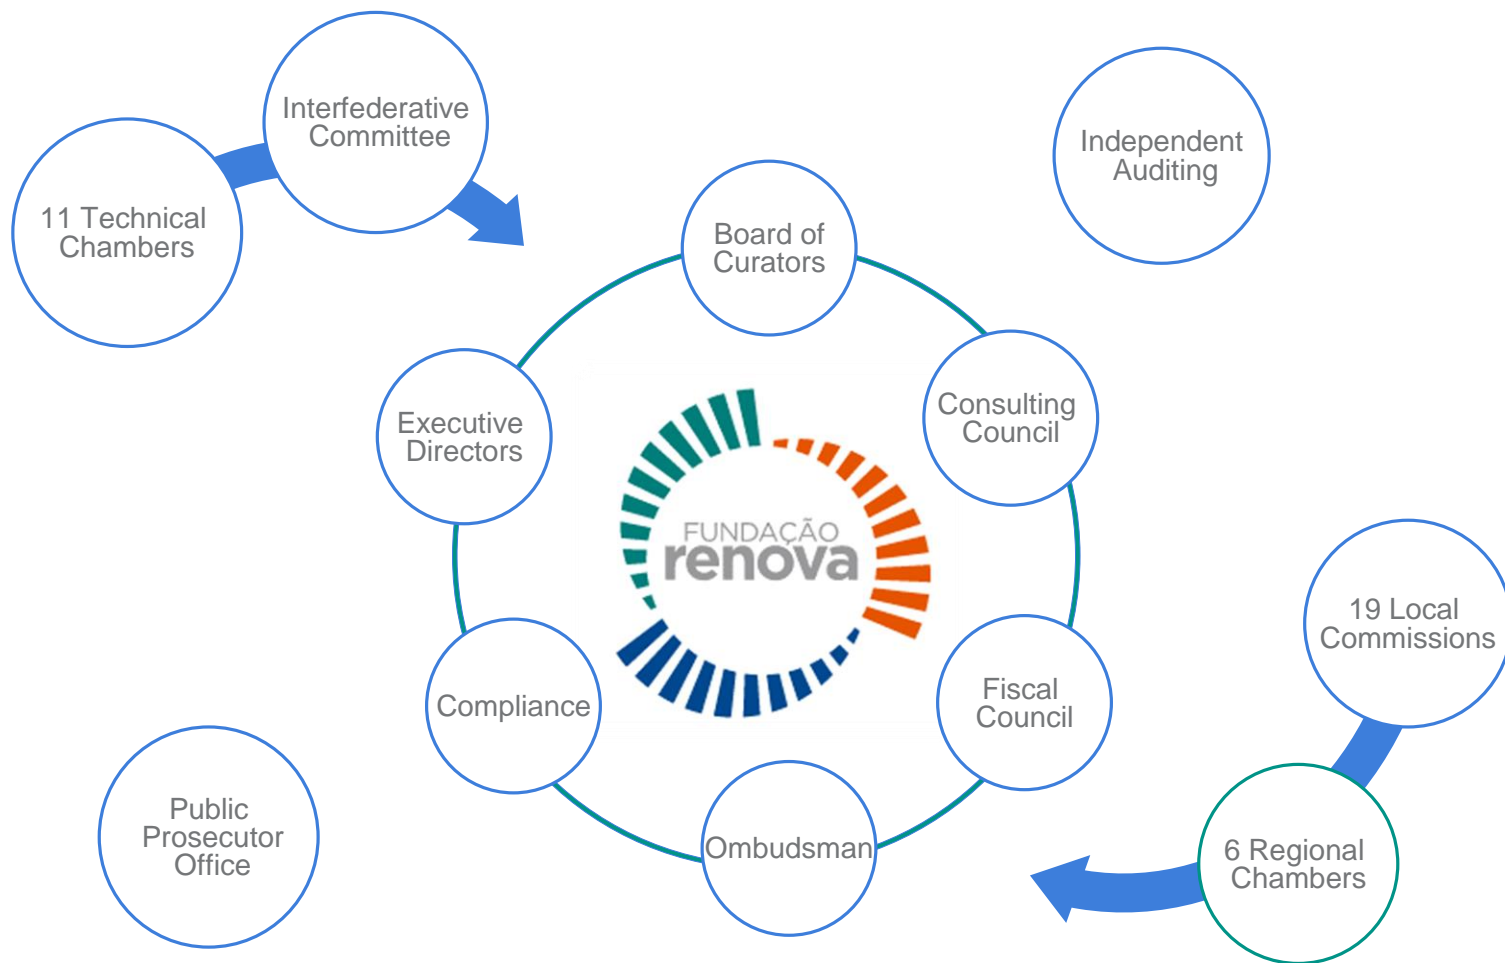 Interfederative
Committee
11 Technical
Chambers
Independent
Auditing
Board of
Curators
Executive
Directors
Consulting
Council
FUNDAÇÃO
renova
19 Local
Commissions
Compliance
Fiscal
Council
Public
Prosecutor
Office
Ombudsman
6 Regional
Chambers